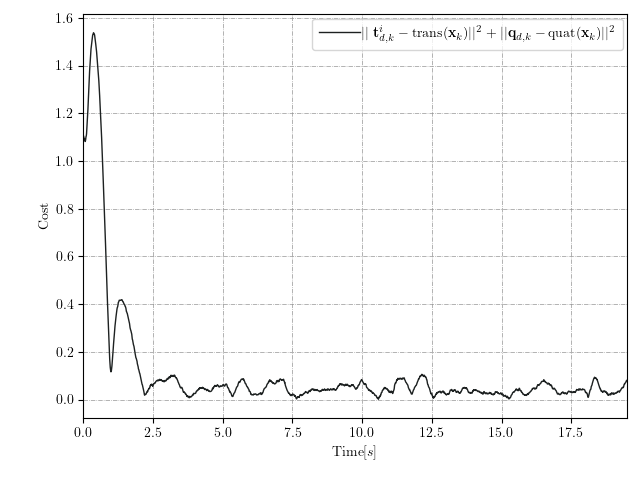 || t^i_{d,k} − trans(x_k)||² + ||q_{d,k} − quat(x_k)||²
1.6
1.4
1.2
1.0
0.8
0.6
0.4
0.2
0.0
Cost
0.0 2.5 5.0 7.5 10.0 12.5 15.0 17.5
Time[s]